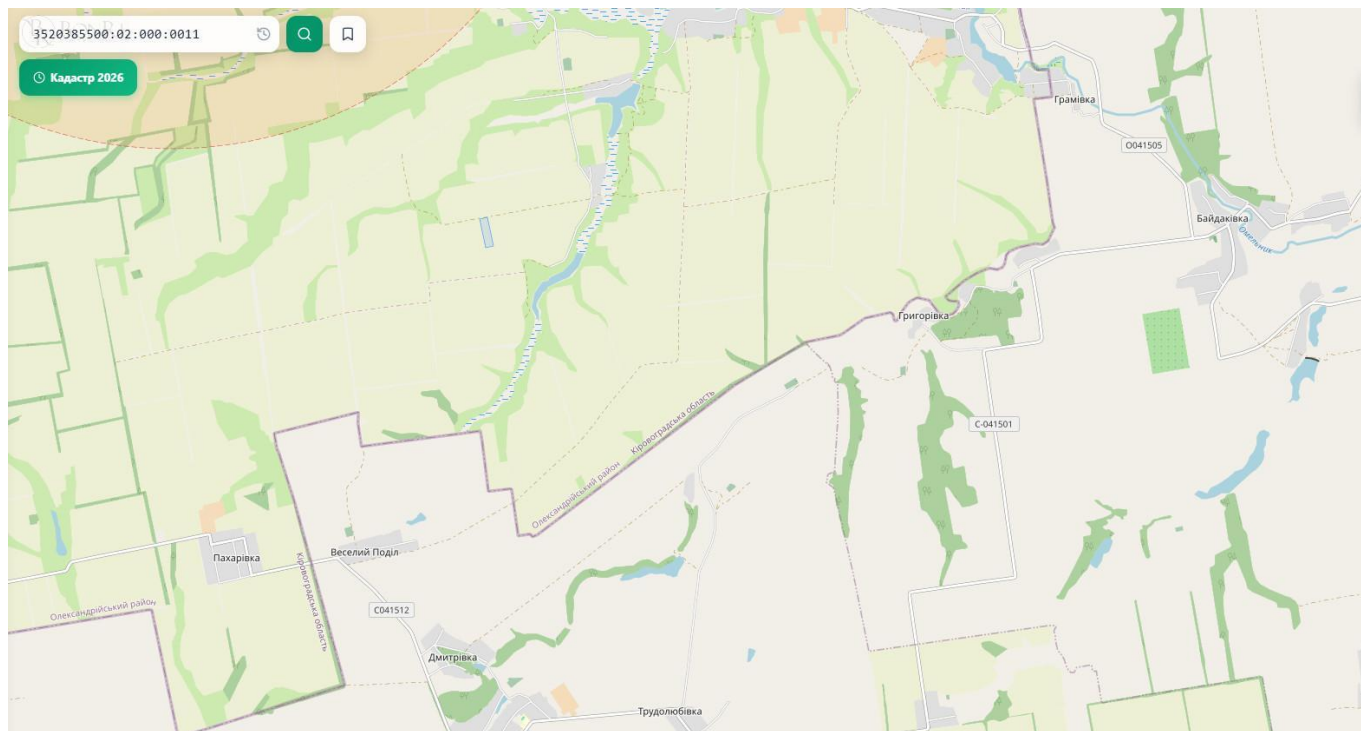 3520385500:02:000:0011
Кадастр 2026
Грамівка
О041505
Байдаківка
Омельник
Григорівка
Кіровоградська область
Олександрійський район
С-041501
Пахарівка
Веселий Поділ
Кіровоградська область
Олександрійський район
С041512
Дмитрівка
Трудолюбівка